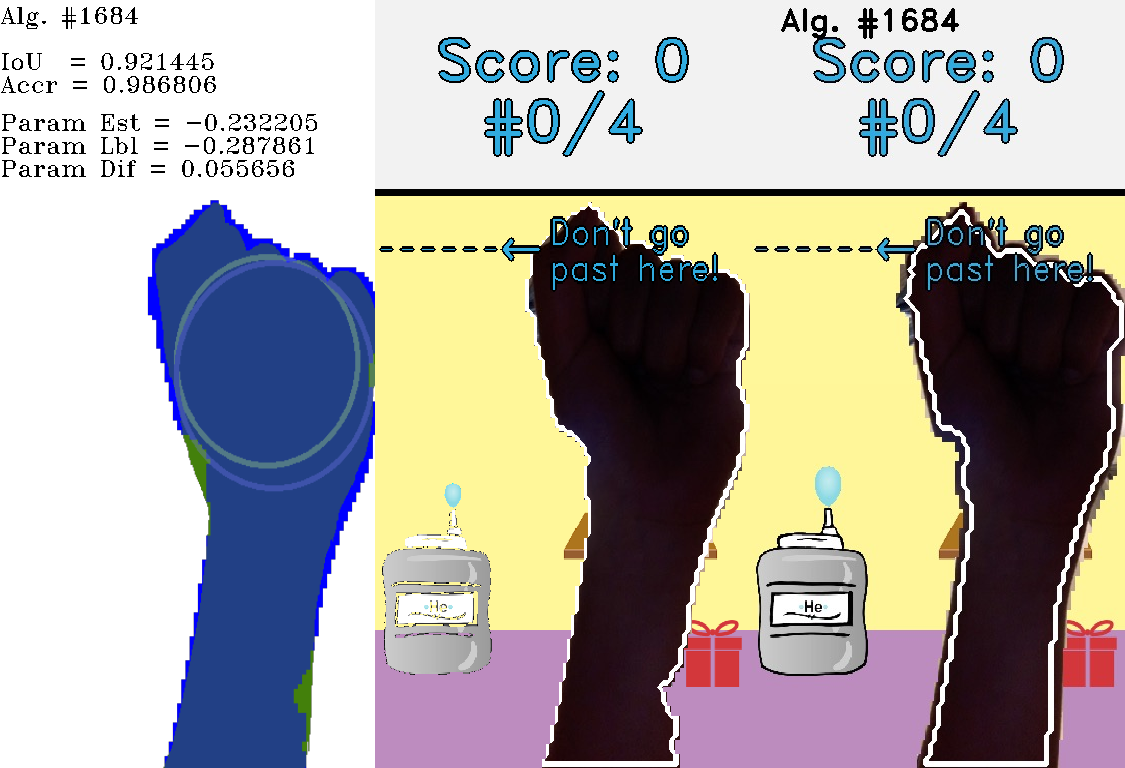 Alg. #1684
IoU = 0.921445
Accr = 0.986806
Param Est = -0.232205
Param Lbl = -0.287861
Param Dif = 0.055656
Score: 0
#0/4
Don't go
past here!
He
Alg. #1684
Score: 0
#0/4
Don't go
past here!
He